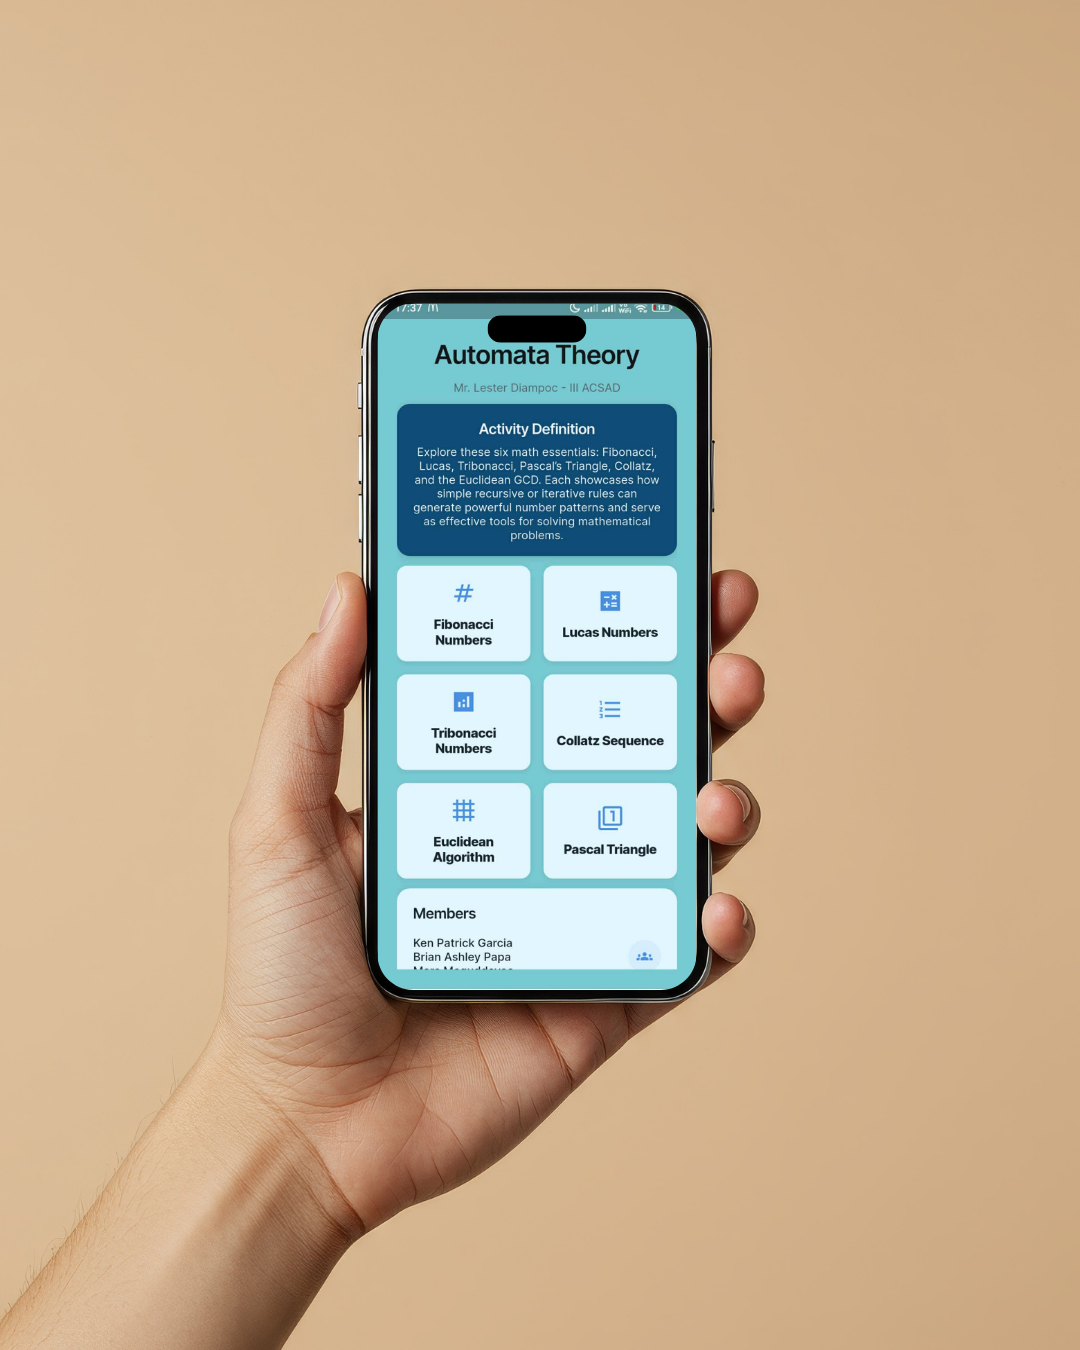 17:37
14
Automata Theory
Mr. Lester Diampoc - III ACSAD
Activity Definition
Explore these six math essentials: Fibonacci,
Lucas, Tribonacci, Pascal's Triangle, Collatz,
and the Euclidean GCD. Each showcases how
simple recursive or iterative rules can
generate powerful number patterns and serve
as effective tools for solving mathematical
problems.
Fibonacci
Numbers
Lucas Numbers
Tribonacci
Numbers
Collatz Sequence
Euclidean
Algorithm
Pascal Triangle
Members
Ken Patrick Garcia
Brian Ashley Papa